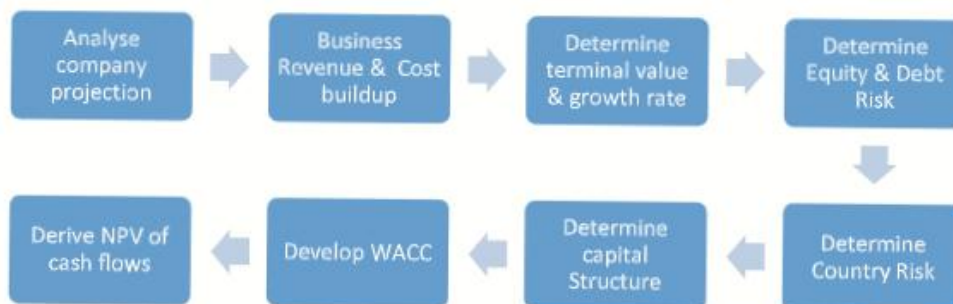 Analyse
company
projection
Business
Revenue & Cost
buildup
Determine
terminal value
& growth rate
Determine
Equity & Debt
Risk
Determine
Country Risk
Determine
capital
Structure
Develop WACC
Derive NPV of
cash flows